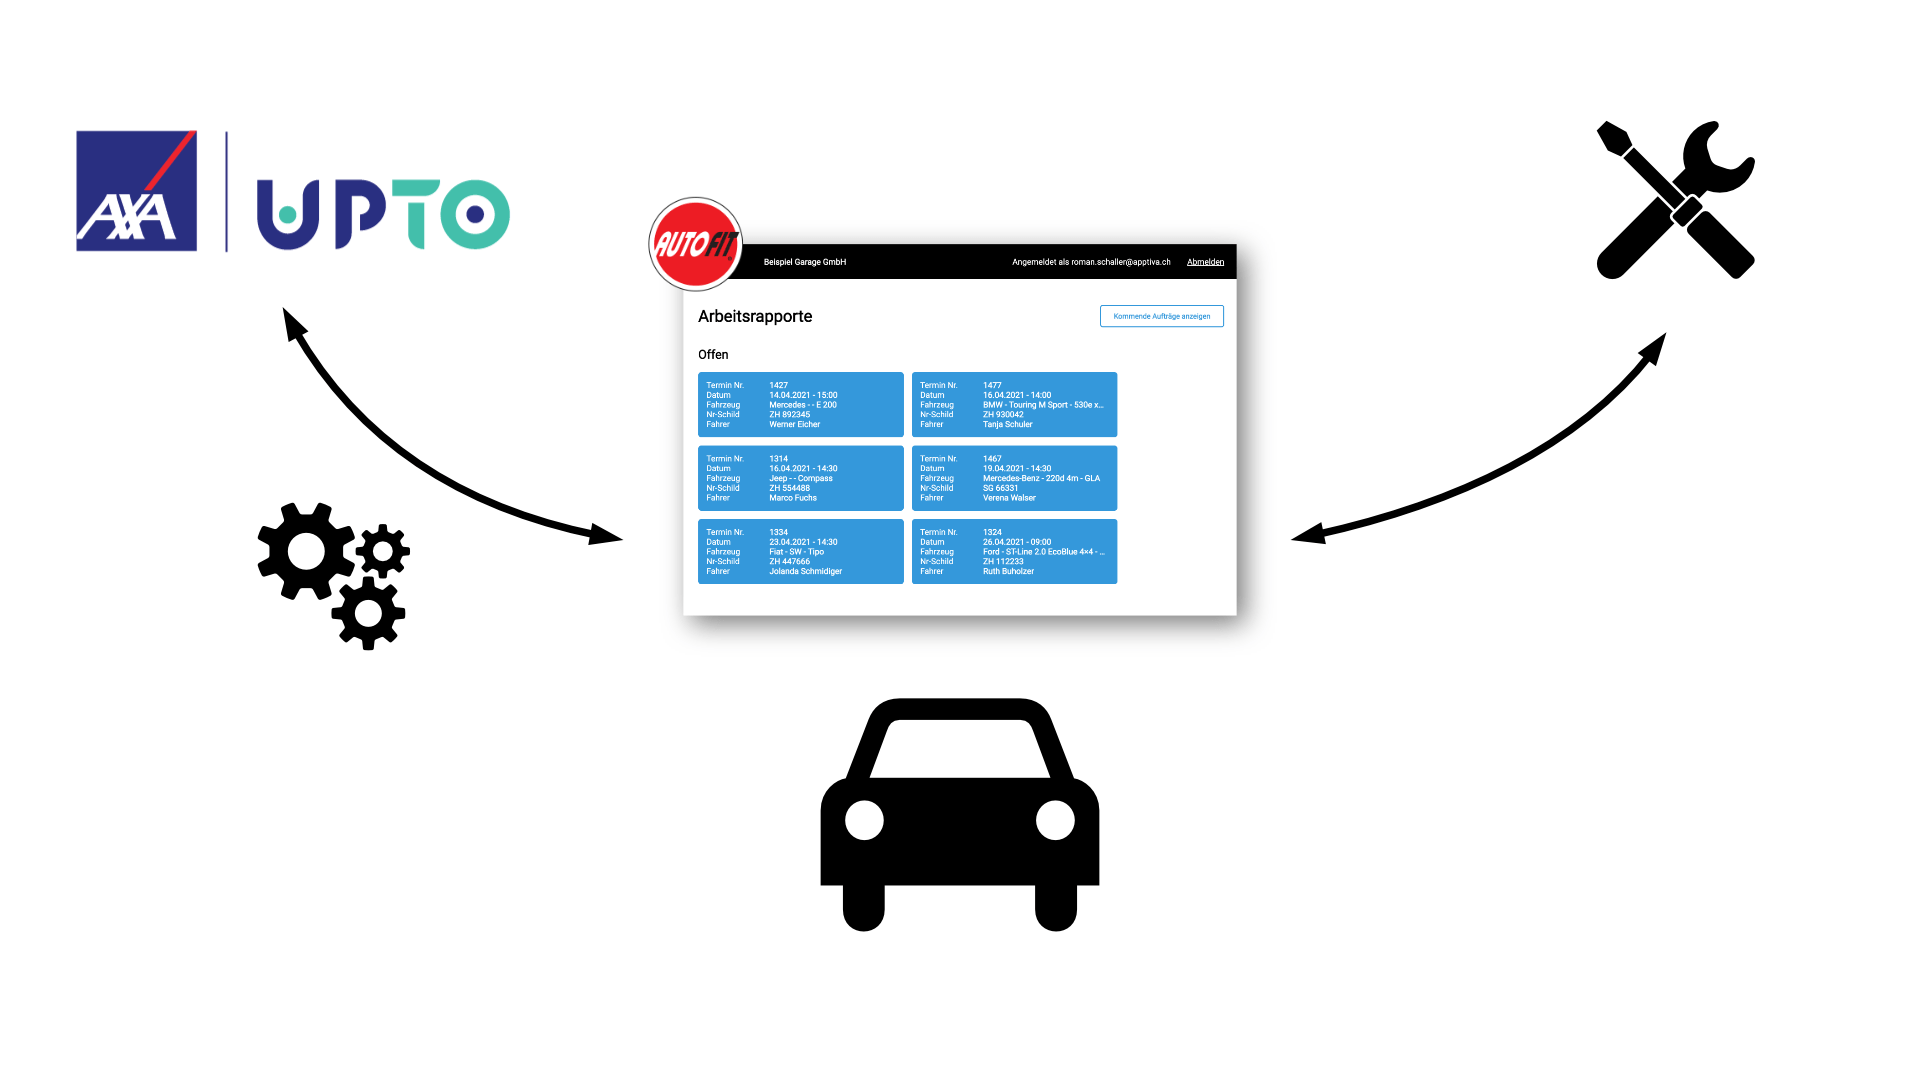 AXA
UPTO
AUTOFIT
Beispiel Garage GmbH
Angemeldet als roman.schaller@apptiva.ch
Abmelden
Arbeitsrapporte
Kommende Aufträge anzeigen
Offen
Termin Nr. 1427
Datum 14.04.2021 - 15:00
Fahrzeug Mercedes - - E 200
Nr-Schild ZH 892345
Fahrer Werner Eicher
Termin Nr. 1477
Datum 16.04.2021 - 14:00
Fahrzeug BMW - Touring M Sport - 530e x...
Nr-Schild ZH 930042
Fahrer Tanja Schuler
Termin Nr. 1314
Datum 16.04.2021 - 14:30
Fahrzeug Jeep - - Compass
Nr-Schild ZH 554488
Fahrer Marco Fuchs
Termin Nr. 1467
Datum 19.04.2021 - 14:30
Fahrzeug Mercedes-Benz - 220d 4m - GLA
Nr-Schild SG 66331
Fahrer Verena Walser
Termin Nr. 1334
Datum 23.04.2021 - 14:30
Fahrzeug Fiat - SW - Tipo
Nr-Schild ZH 447666
Fahrer Jolanda Schmidiger
Termin Nr. 1324
Datum 26.04.2021 - 09:00
Fahrzeug Ford - ST-Line 2.0 EcoBlue 4×4 - ...
Nr-Schild ZH 112233
Fahrer Ruth Buholzer